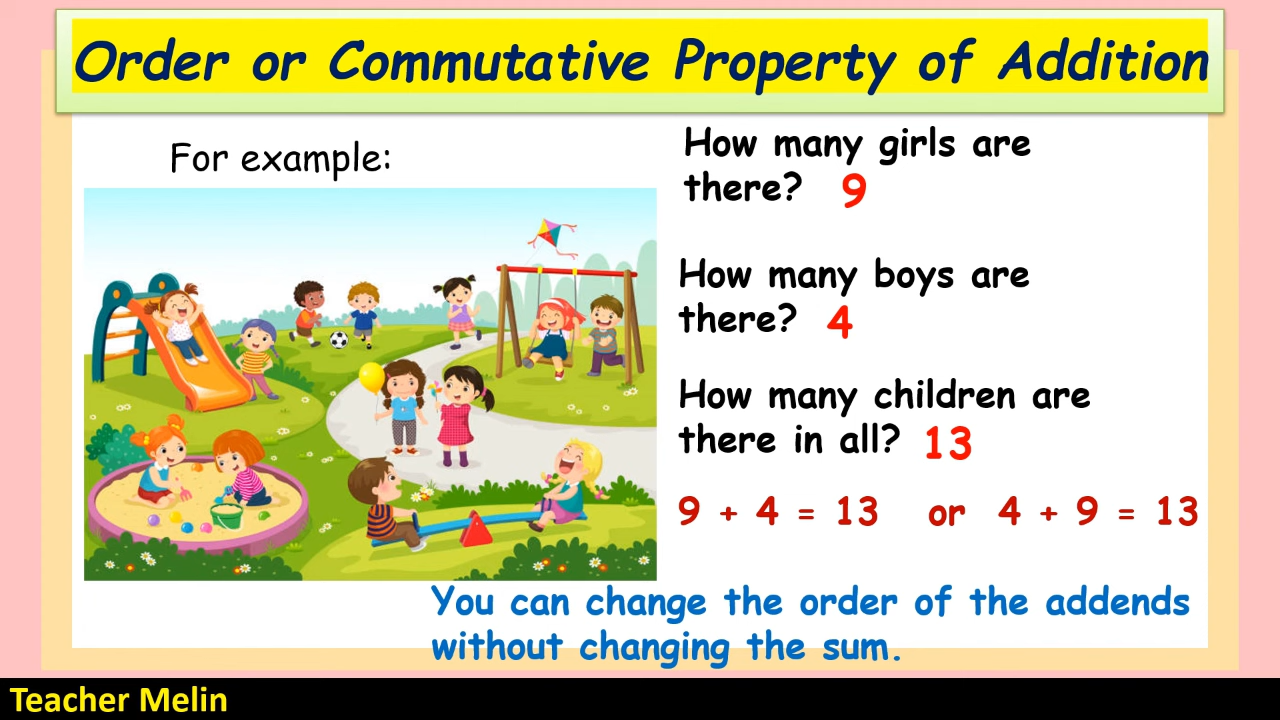 Order or Commutative Property of Addition
For example:
How many girls are
there? 9
How many boys are
there? 4
How many children are
there in all? 13
9 + 4 = 13 or 4 + 9 = 13
You can change the order of the addends
without changing the sum.
Teacher Melin